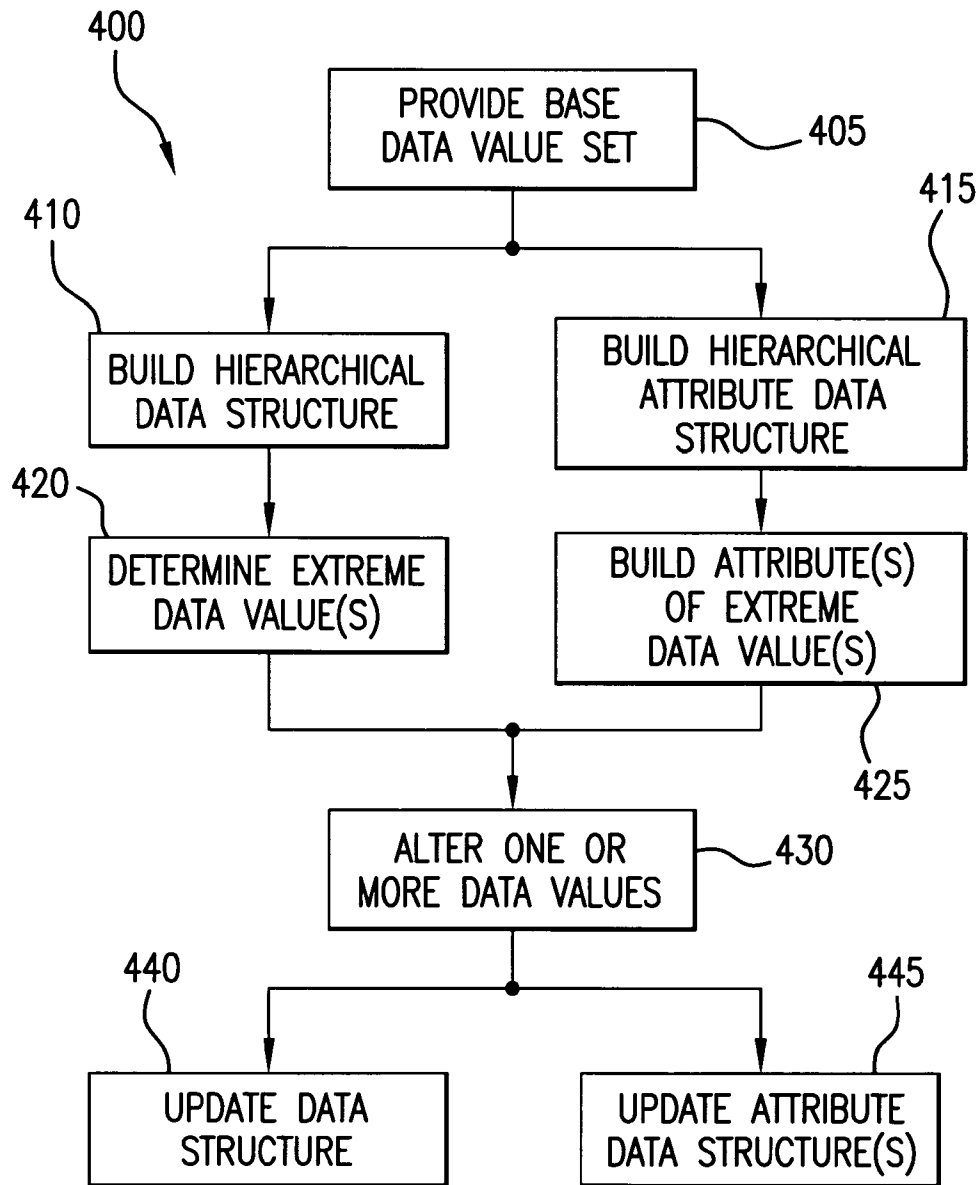 400
PROVIDE BASE
DATA VALUE SET
405
410
415
BUILD HIERARCHICAL
DATA STRUCTURE
BUILD HIERARCHICAL
ATTRIBUTE DATA
STRUCTURE
420
DETERMINE EXTREME
DATA VALUE(S)
BUILD ATTRIBUTE(S)
OF EXTREME
DATA VALUE(S)
425
ALTER ONE OR
MORE DATA VALUES
430
440
445
UPDATE DATA
STRUCTURE
UPDATE ATTRIBUTE
DATA STRUCTURE(S)